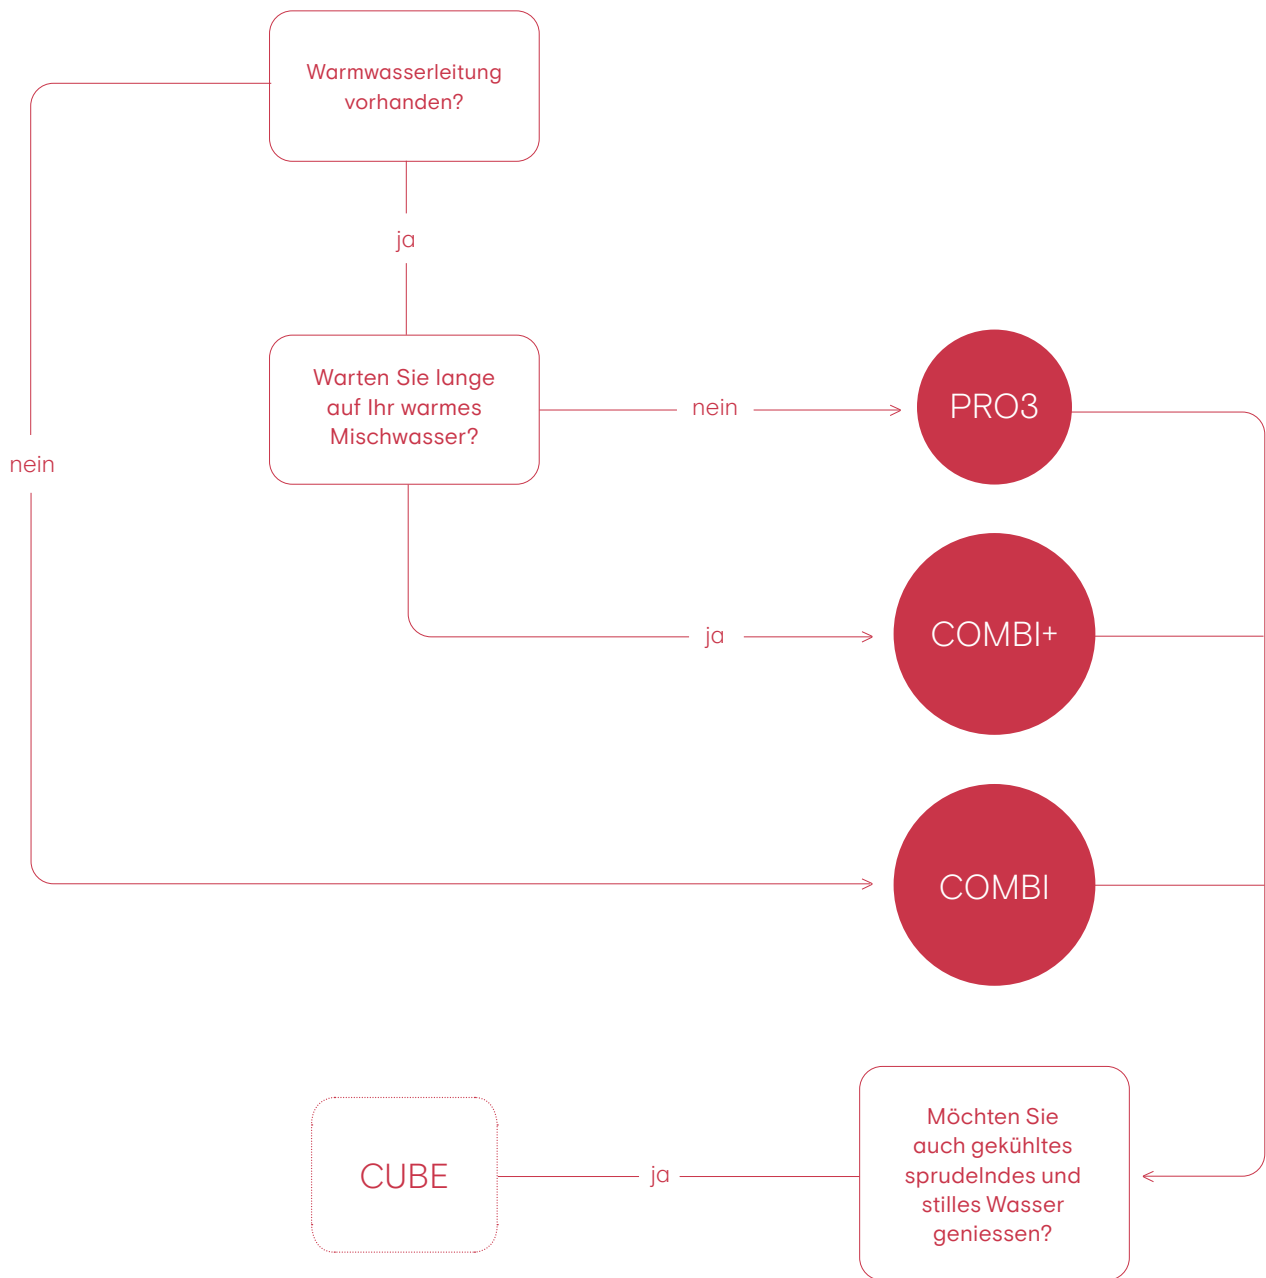 Warmwasserleitung
vorhanden?
ja
Warten Sie lange
auf Ihr warmes
Mischwasser?
nein
PRO3
nein
ja
COMBI+
COMBI
Möchten Sie
auch gekühltes
sprudelndes und
stilles Wasser
geniessen?
ja
CUBE